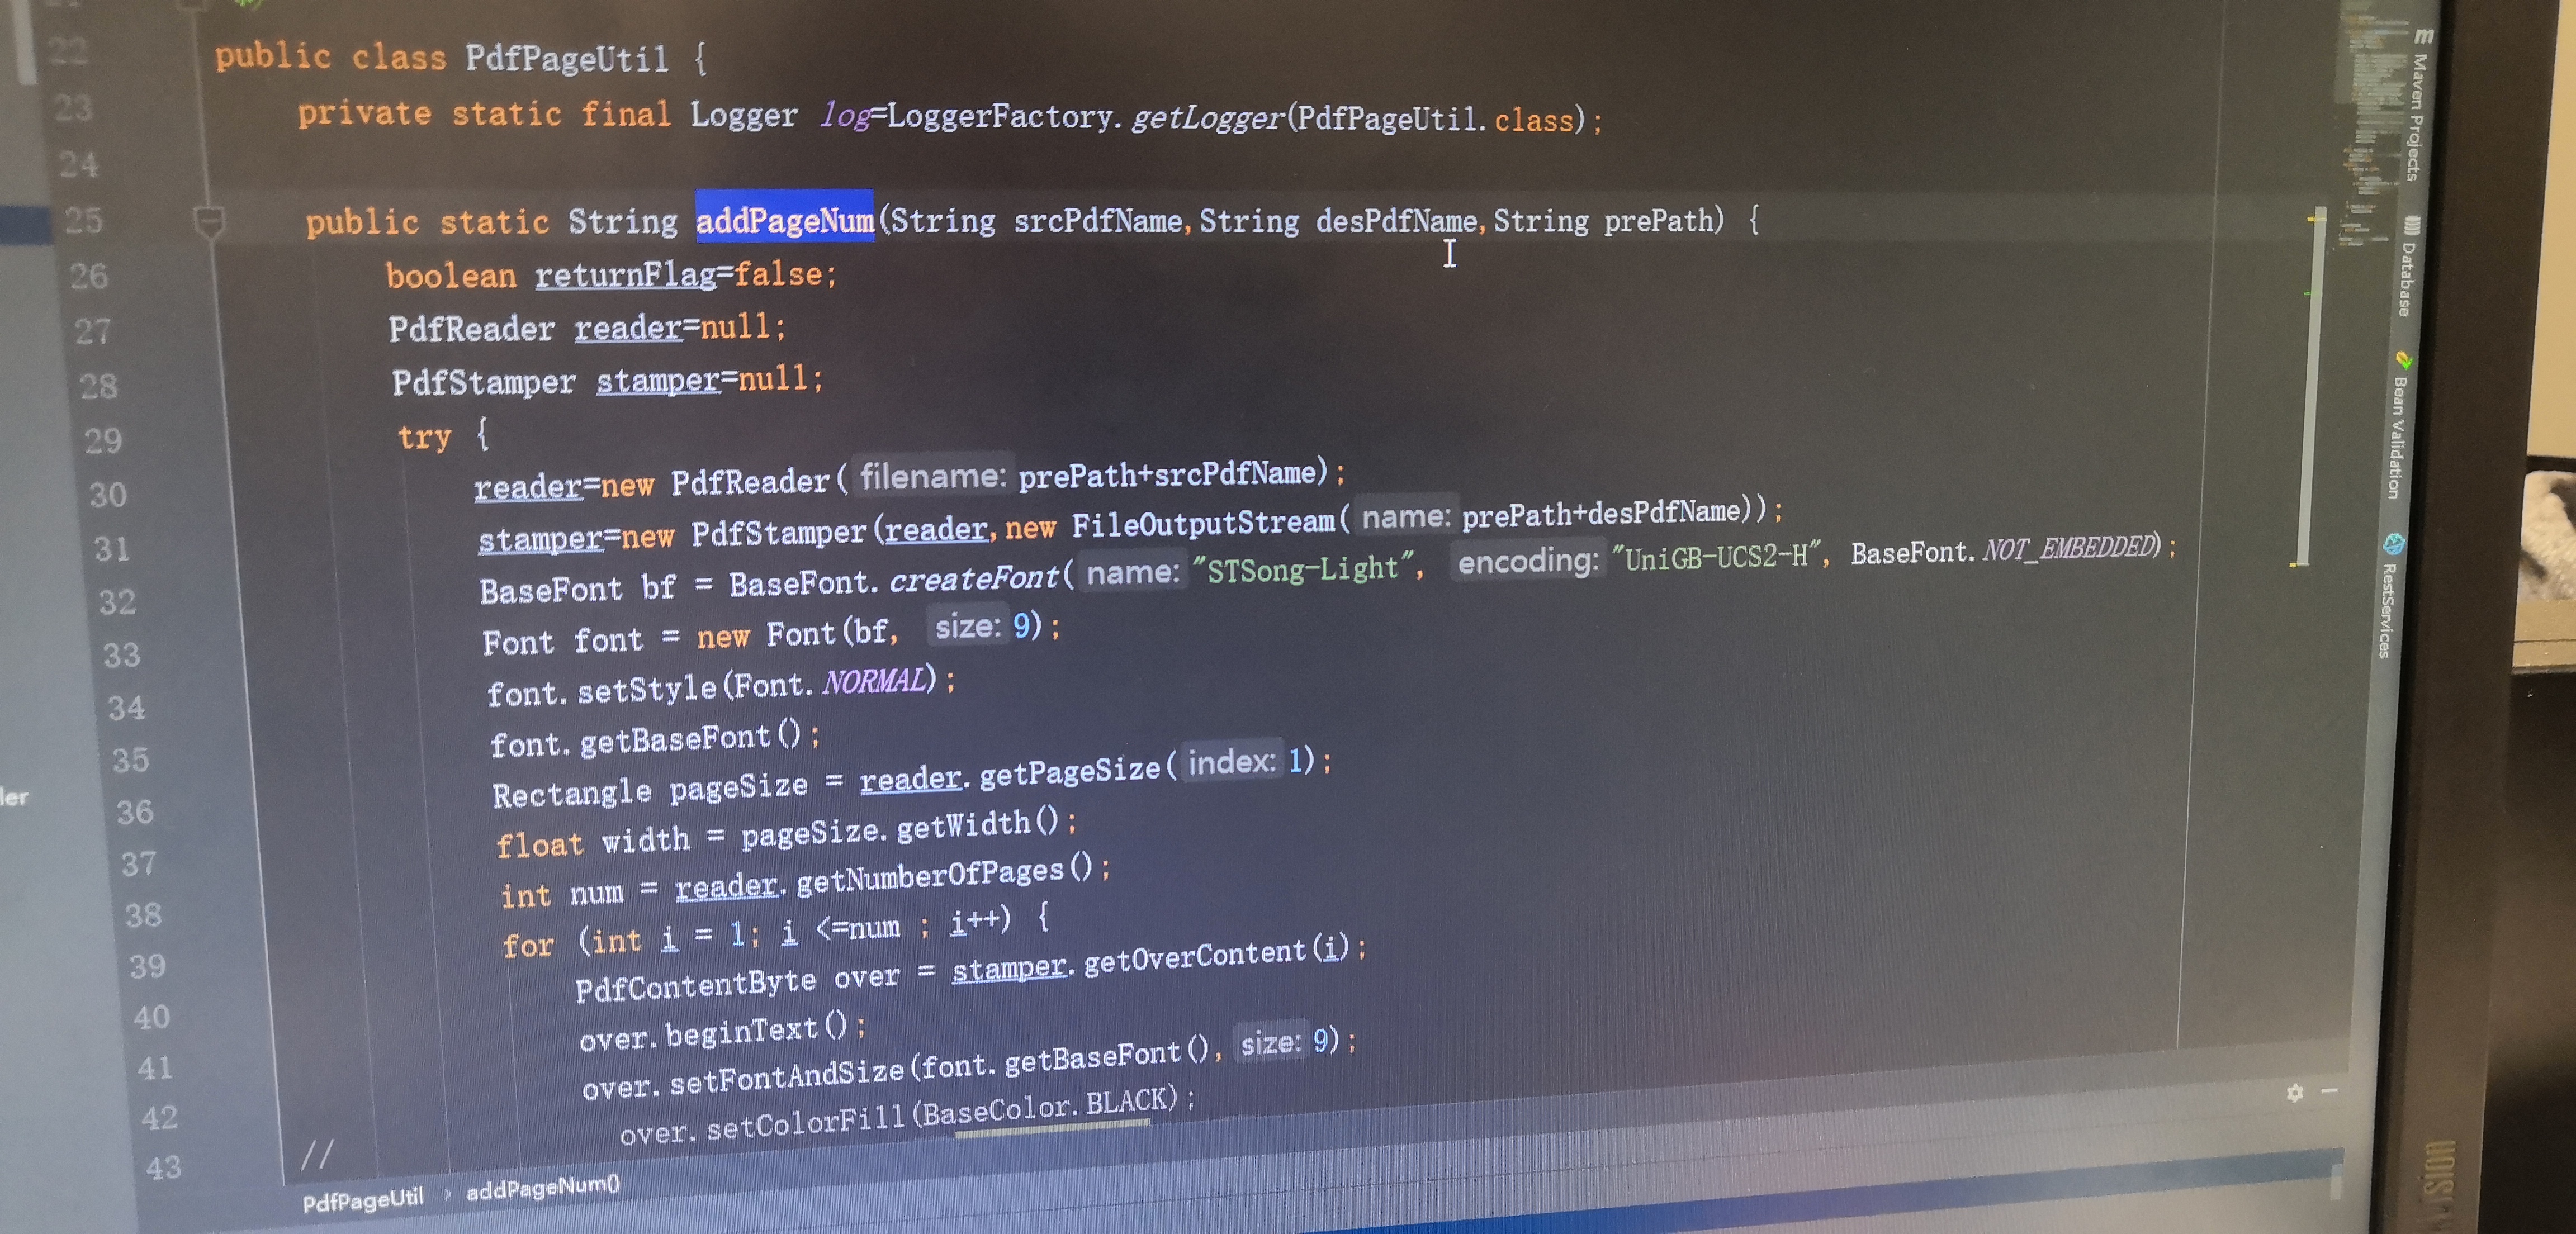 22 public class PdfPageUtil {
23 private static final Logger log=LoggerFactory.getLogger(PdfPageUtil.class);
24
25 public static String addPageNum(String srcPdfName,String desPdfName,String prePath) {
26 boolean returnFlag=false;
27 PdfReader reader=null;
28 PdfStamper stamper=null;
29 try {
30 reader=new PdfReader( filename: prePath+srcPdfName);
31 stamper=new PdfStamper(reader,new FileOutputStream( name: prePath+desPdfName));
32 BaseFont bf = BaseFont.createFont( name: "STSong-Light", encoding: "UniGB-UCS2-H", BaseFont.NOT_EMBEDDED);
33 Font font = new Font(bf, size: 9);
34 font.setStyle(Font.NORMAL);
35 font.getBaseFont();
36 Rectangle pageSize = reader.getPageSize( index: 1);
37 float width = pageSize.getWidth();
38 int num = reader.getNumberOfPages();
39 for (int i = 1; i <=num ; i++) {
40 PdfContentByte over = stamper.getOverContent(i);
41 over.beginText();
42 over.setFontAndSize(font.getBaseFont(), size: 9);
43 // over.setColorFill(BaseColor.BLACK);
PdfPageUtil › addPageNum()
ler
m Maven Projects
Database
Bean Validation
RestServices